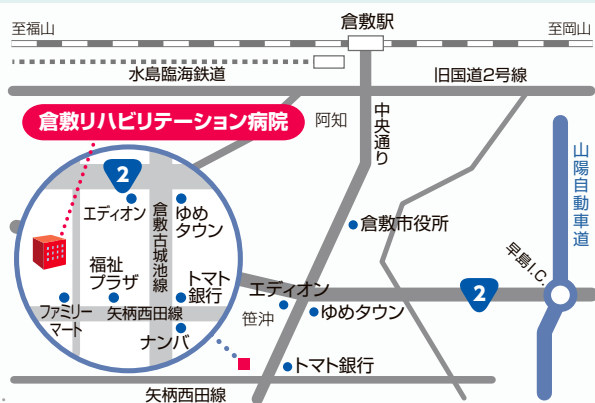 倉敷駅
至福山
至岡山
水島臨海鉄道
旧国道2号線
倉敷リハビリテーション病院
阿知
中央通り
山陽自動車道
2
エディオン
ゆめ
タウン
倉敷古城池線
倉敷市役所
早島I.C.
福祉
プラザ
トマト
銀行
ファミリー
マート
矢柄西田線
ナンバ
エディオン
2
笹沖
ゆめタウン
トマト銀行
矢柄西田線